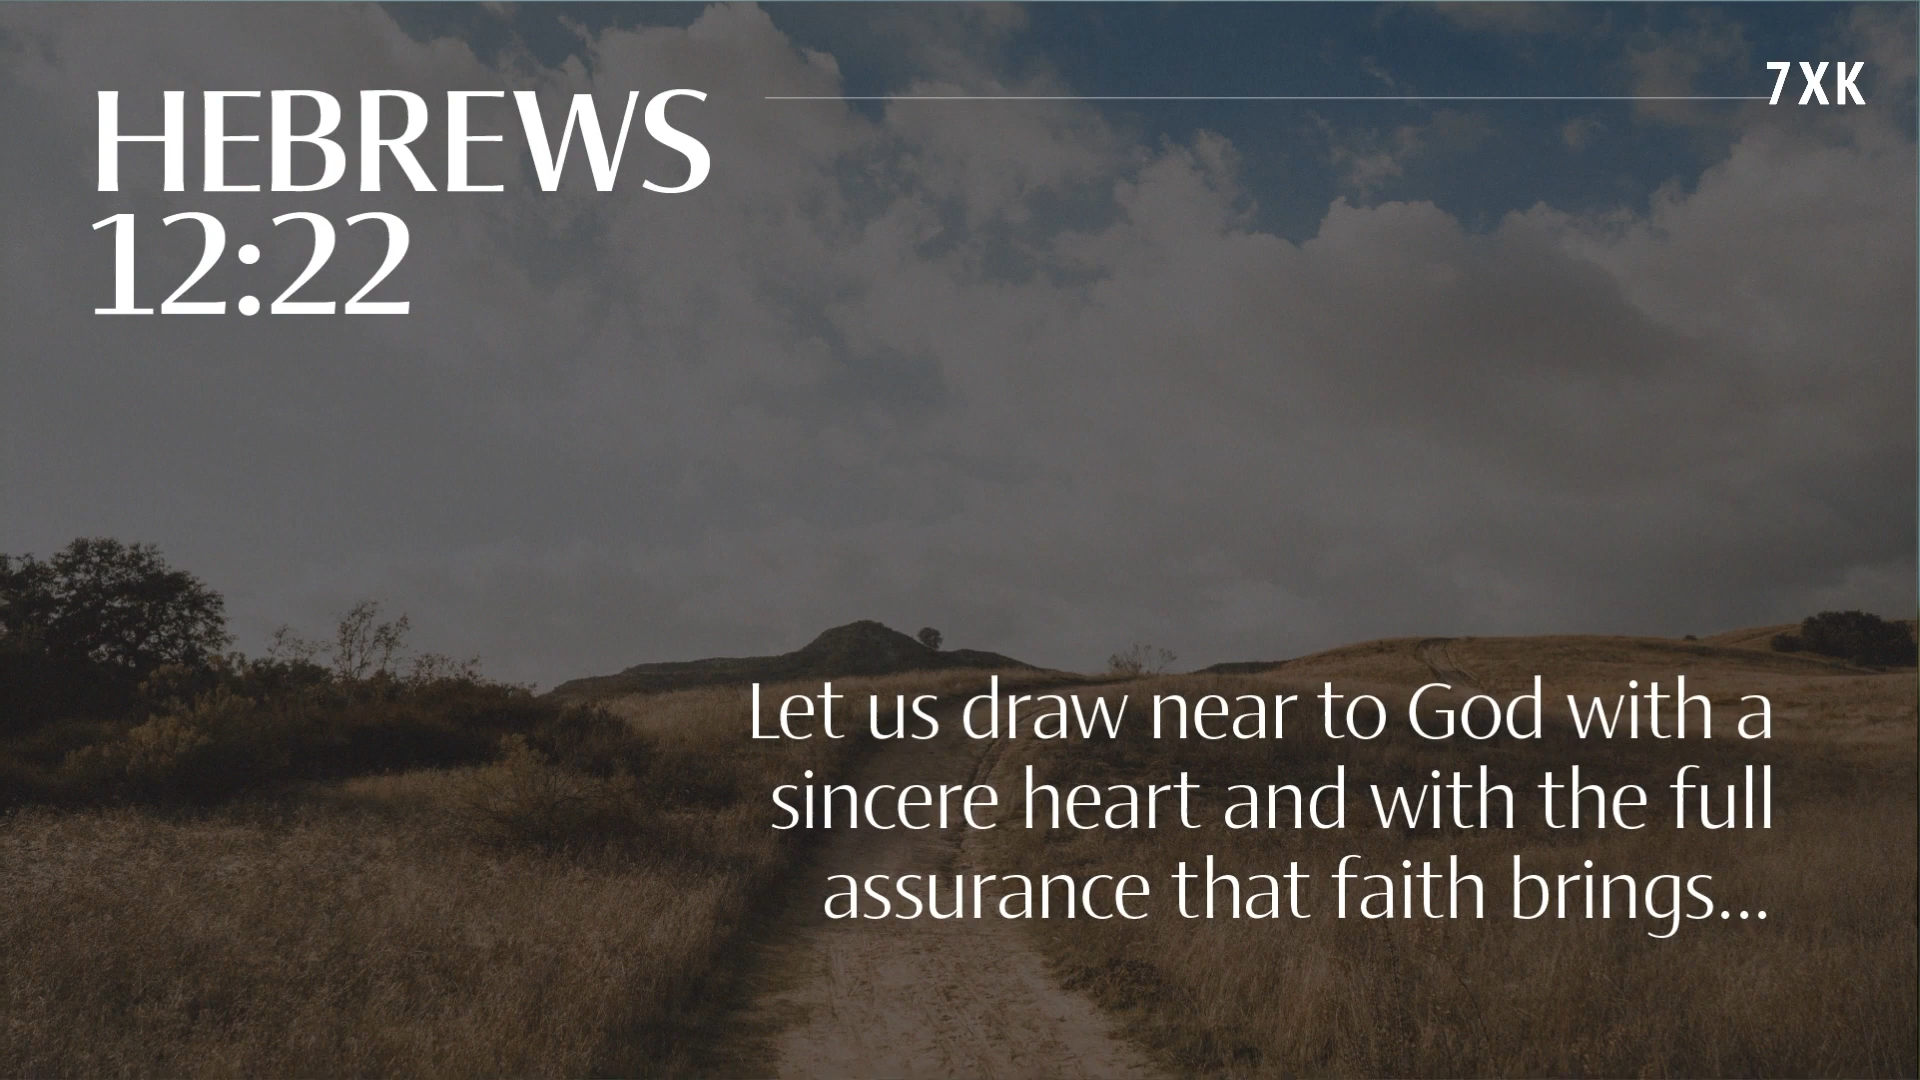 HEBREWS
12:22
7XK
Let us draw near to God with a
sincere heart and with the full
assurance that faith brings...